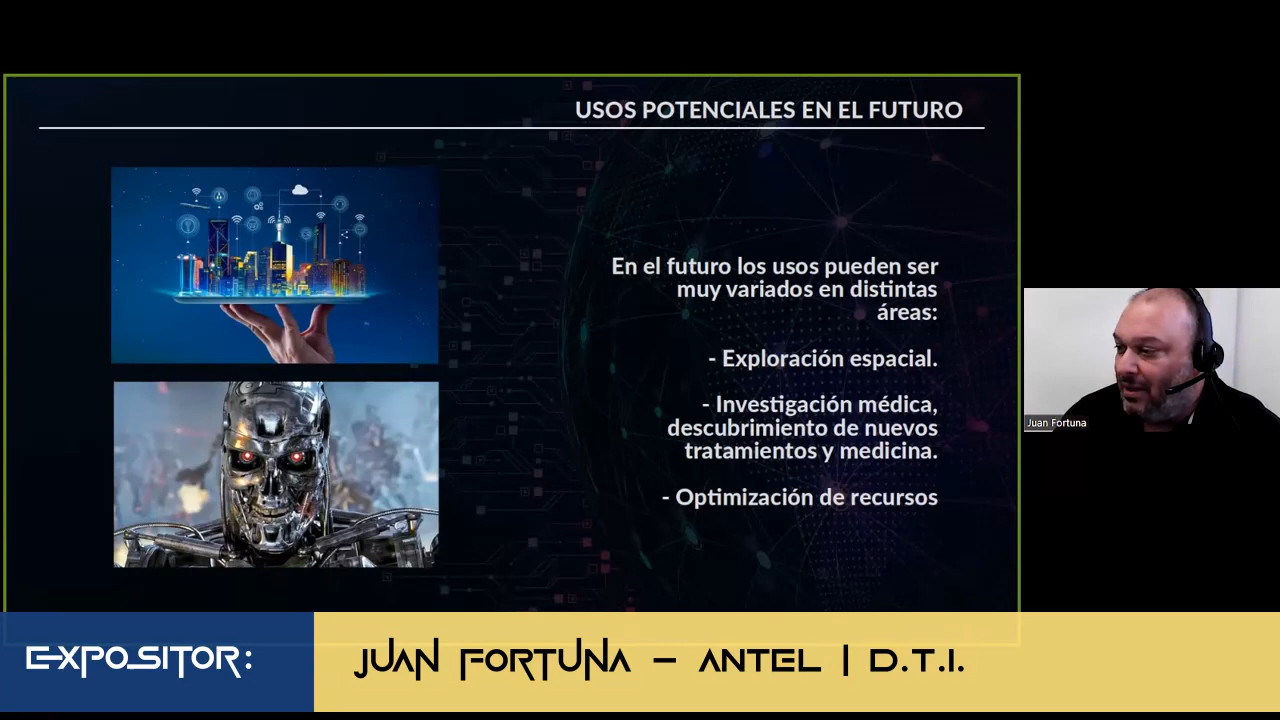 USOS POTENCIALES EN EL FUTURO
En el futuro los usos pueden ser
muy variados en distintas
áreas:
- Exploración espacial.
- Investigación médica,
descubrimiento de nuevos
tratamientos y medicina.
- Optimización de recursos
Juan Fortuna
EXPOSITOR:
JUAN FORTUNA – ANTEL | D.T.I.